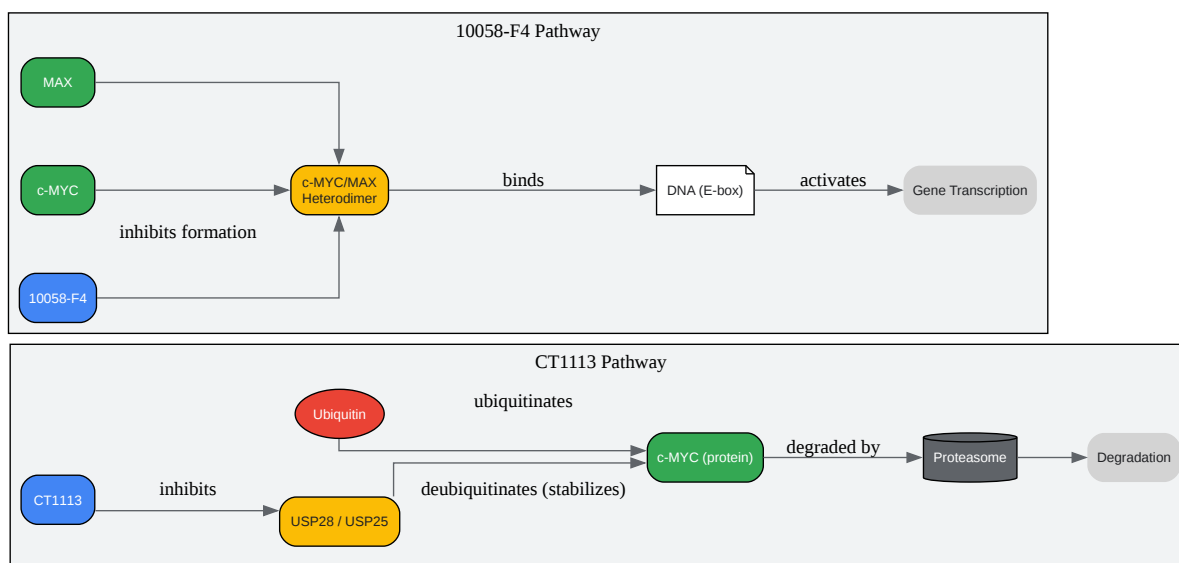 10058-F4 Pathway
MAX
c-MYC
c-MYC/MAX
Heterodimer
binds
DNA (E-box)
activates
Gene Transcription
inhibits formation
10058-F4
CT1113 Pathway
Ubiquitin
ubiquitinates
c-MYC (protein)
degraded by
Proteasome
Degradation
CT1113
inhibits
deubiquitinates (stabilizes)
USP28 / USP25